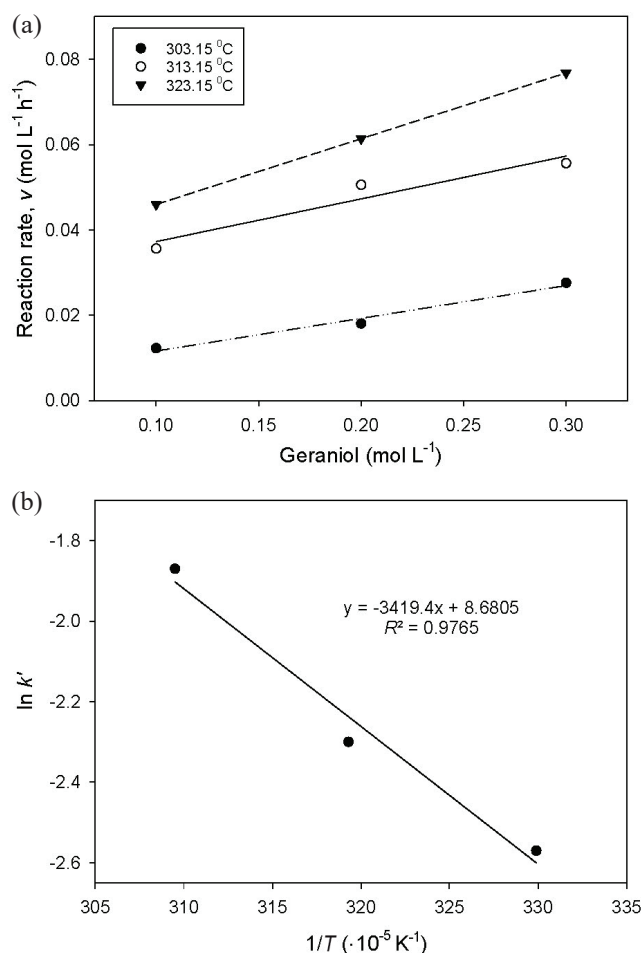 (a)
0.08
0.06
0.04
0.02
0.00
Reaction rate, v (mol L⁻¹ h⁻¹)
303.15 ⁰C
313.15 ⁰C
323.15 ⁰C
0.10 0.15 0.20 0.25 0.30
Geraniol (mol L⁻¹)
(b)
-1.8
-2.0
-2.2
-2.4
-2.6
ln k'
y = -3419.4x + 8.6805
R² = 0.9765
305 310 315 320 325 330 335
1/T (·10⁻⁵ K⁻¹)